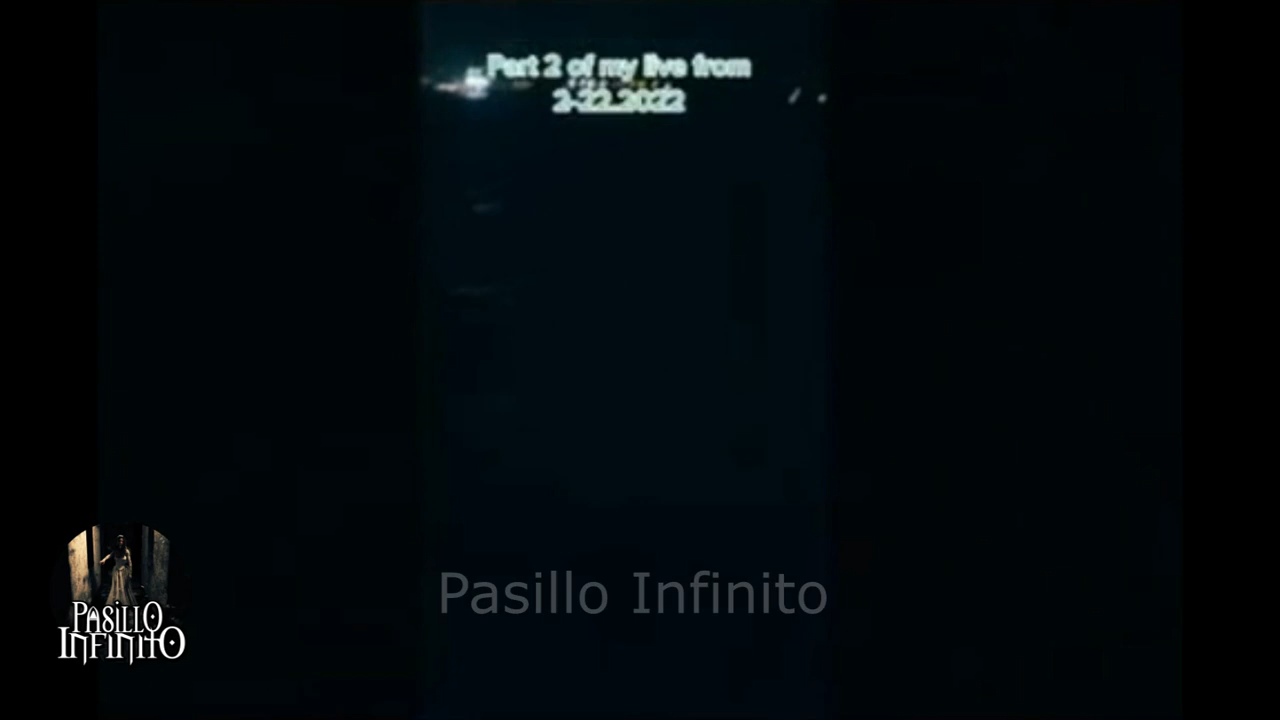 Part 2 of my live from
2-22.2022
Pasillo Infinito
PASILLO
INFINITO